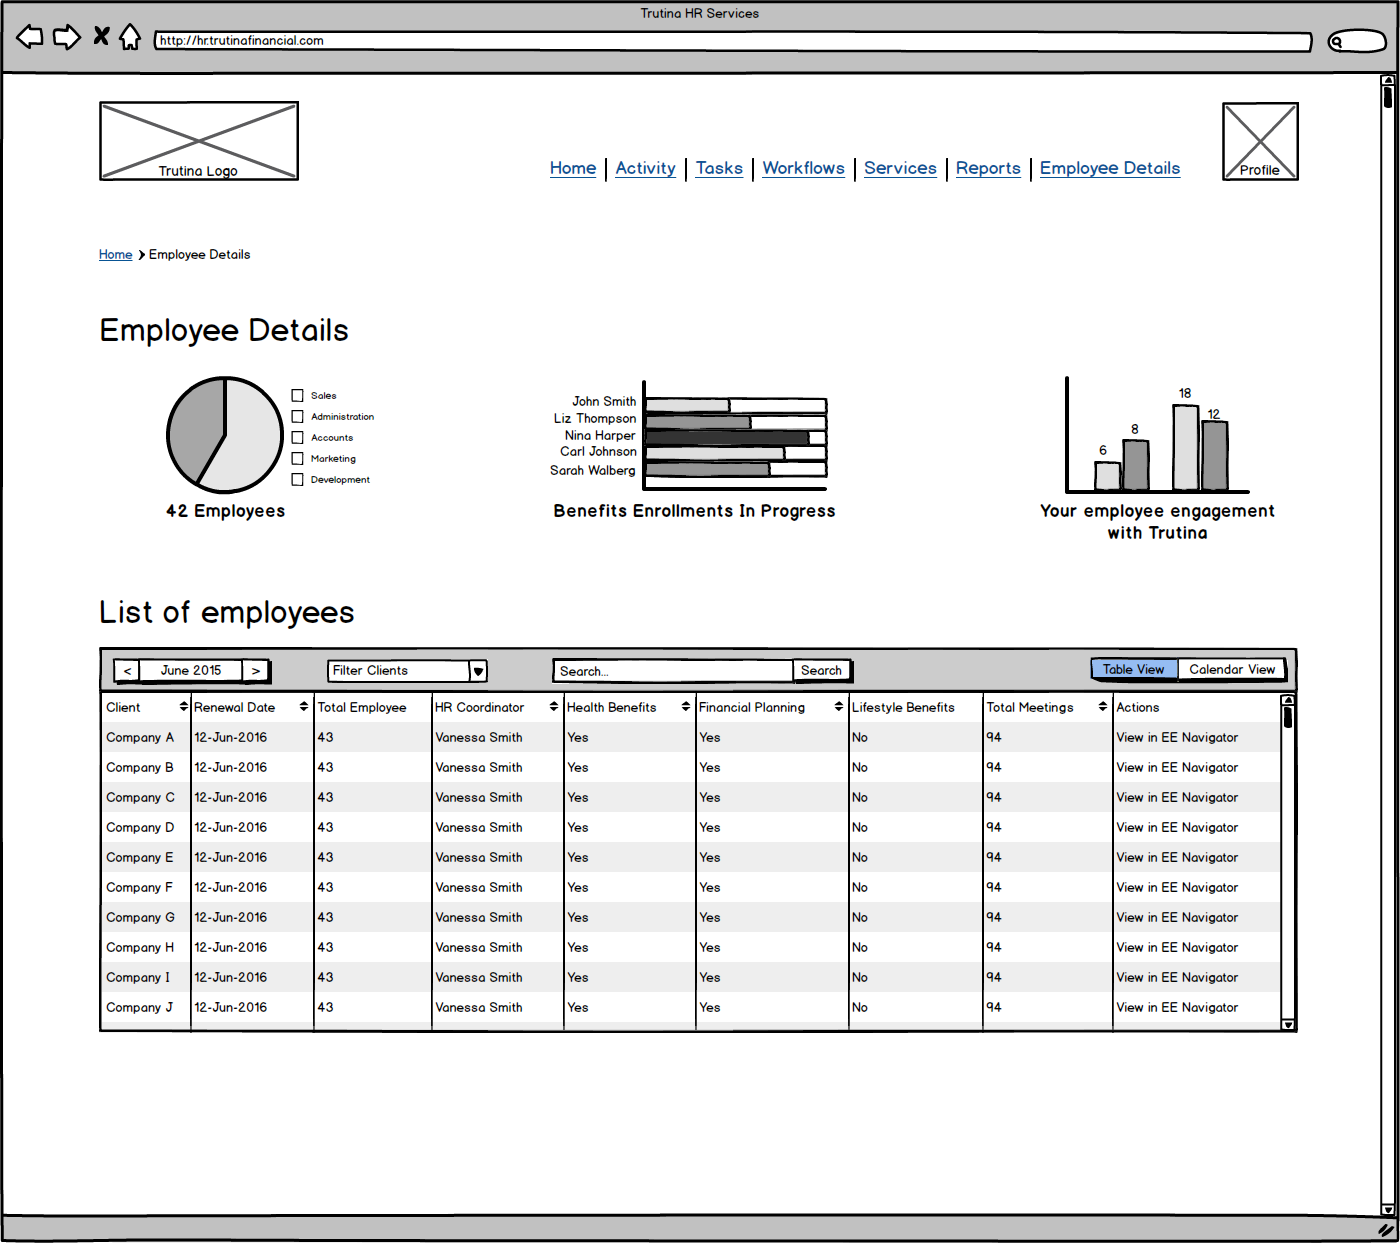 Trutina HR Services
http://hr.trutinafinancial.com
Trutina Logo
Home Activity Tasks Workflows Services Reports Employee Details
Profile
Home Employee Details
Employee Details
Sales
Administration
Accounts
Marketing
Development
42 Employees
John Smith
Liz Thompson
Nina Harper
Carl Johnson
Sarah Walberg
Benefits Enrollments In Progress
6 8 18 12
Your employee engagement
with Trutina
List of employees
< June 2015 > Filter Clients Search... Search Table View Calendar View
Client Renewal Date Total Employee HR Coordinator Health Benefits Financial Planning Lifestyle Benefits Total Meetings Actions
Company A 12-Jun-2016 43 Vanessa Smith Yes Yes No 94 View in EE Navigator
Company B 12-Jun-2016 43 Vanessa Smith Yes Yes No 94 View in EE Navigator
Company C 12-Jun-2016 43 Vanessa Smith Yes Yes No 94 View in EE Navigator
Company D 12-Jun-2016 43 Vanessa Smith Yes Yes No 94 View in EE Navigator
Company E 12-Jun-2016 43 Vanessa Smith Yes Yes No 94 View in EE Navigator
Company F 12-Jun-2016 43 Vanessa Smith Yes Yes No 94 View in EE Navigator
Company G 12-Jun-2016 43 Vanessa Smith Yes Yes No 94 View in EE Navigator
Company H 12-Jun-2016 43 Vanessa Smith Yes Yes No 94 View in EE Navigator
Company I 12-Jun-2016 43 Vanessa Smith Yes Yes No 94 View in EE Navigator
Company J 12-Jun-2016 43 Vanessa Smith Yes Yes No 94 View in EE Navigator